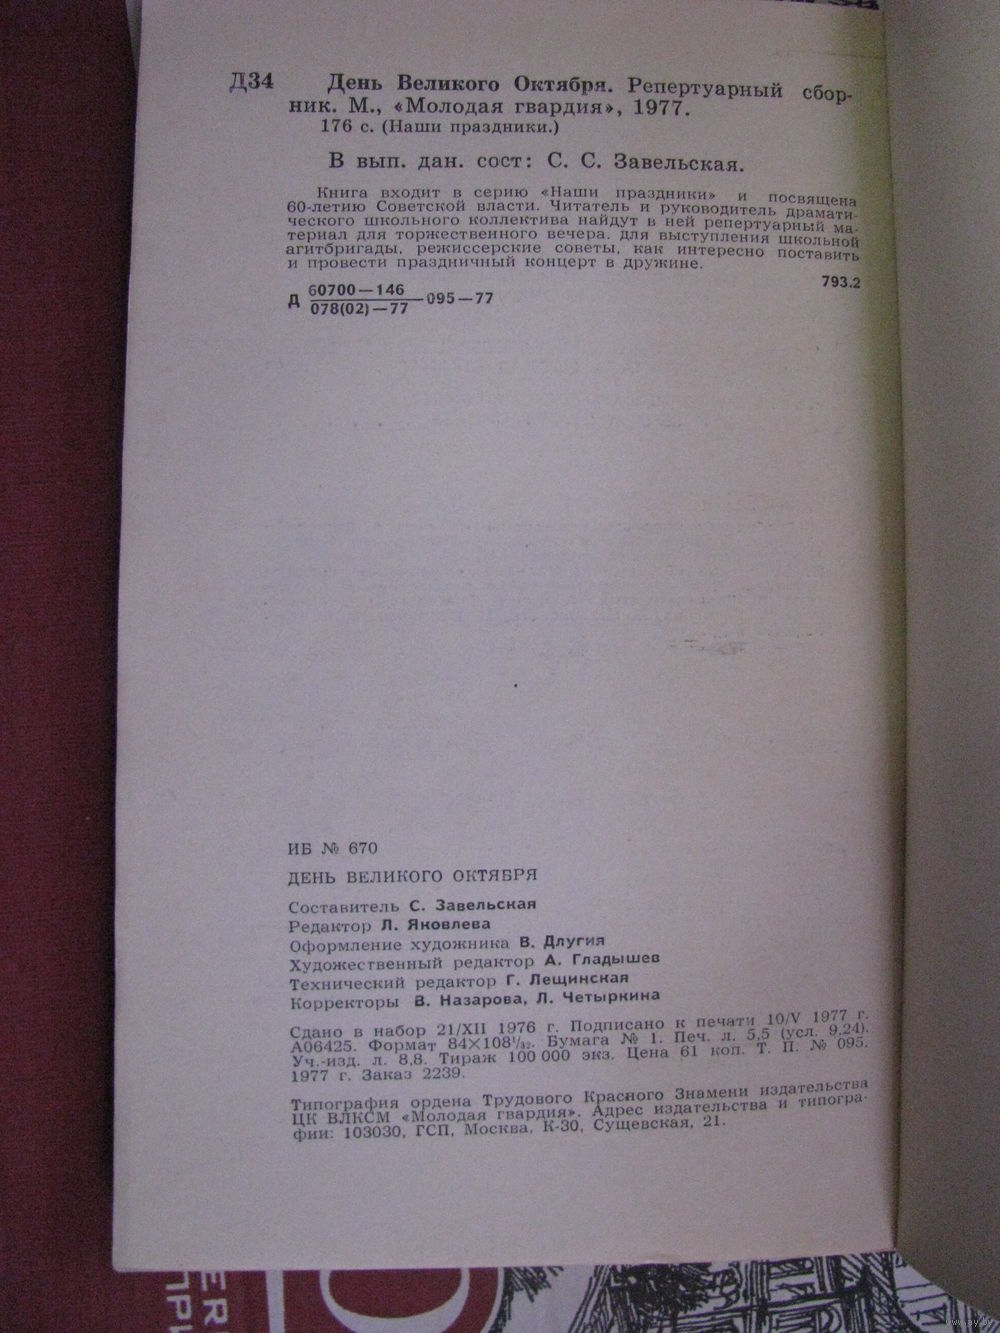 Д34 День Великого Октября. Репертуарный сбор-
ник. М., «Молодая гвардия», 1977.
176 с. (Наши праздники.)
В вып. дан. сост: С. С. Завельская.
Книга входит в серию «Наши праздники» и посвящена
60-летию Советской власти. Читатель и руководитель драмати-
ческого школьного коллектива найдут в ней репертуарный ма-
териал для торжественного вечера, для выступления школьной
агитбригады, режиссерские советы, как интересно поставить
и провести праздничный концерт в дружине.
793.2
60700—146
Д —095—77
078(02)—77
ИБ № 670
ДЕНЬ ВЕЛИКОГО ОКТЯБРЯ
Составитель С. Завельская
Редактор Л. Яковлева
Оформление художника В. Длугия
Художественный редактор А. Гладышев
Технический редактор Г. Лещинская
Корректоры В. Назарова, Л. Четыркина
Сдано в набор 21/XII 1976 г. Подписано к печати 10/V 1977 г.
А06425. Формат 84×108¹/₃₂. Бумага № 1. Печ. л. 5,5 (усл. 9,24).
Уч.-изд. л. 8,8. Тираж 100 000 экз. Цена 61 коп. Т. П. № 095.
1977 г. Заказ 2239.
Типография ордена Трудового Красного Знамени издательства
ЦК ВЛКСМ «Молодая гвардия». Адрес издательства и типогра-
фии: 103030, ГСП, Москва, К-30, Сущевская, 21.
www.ay.by